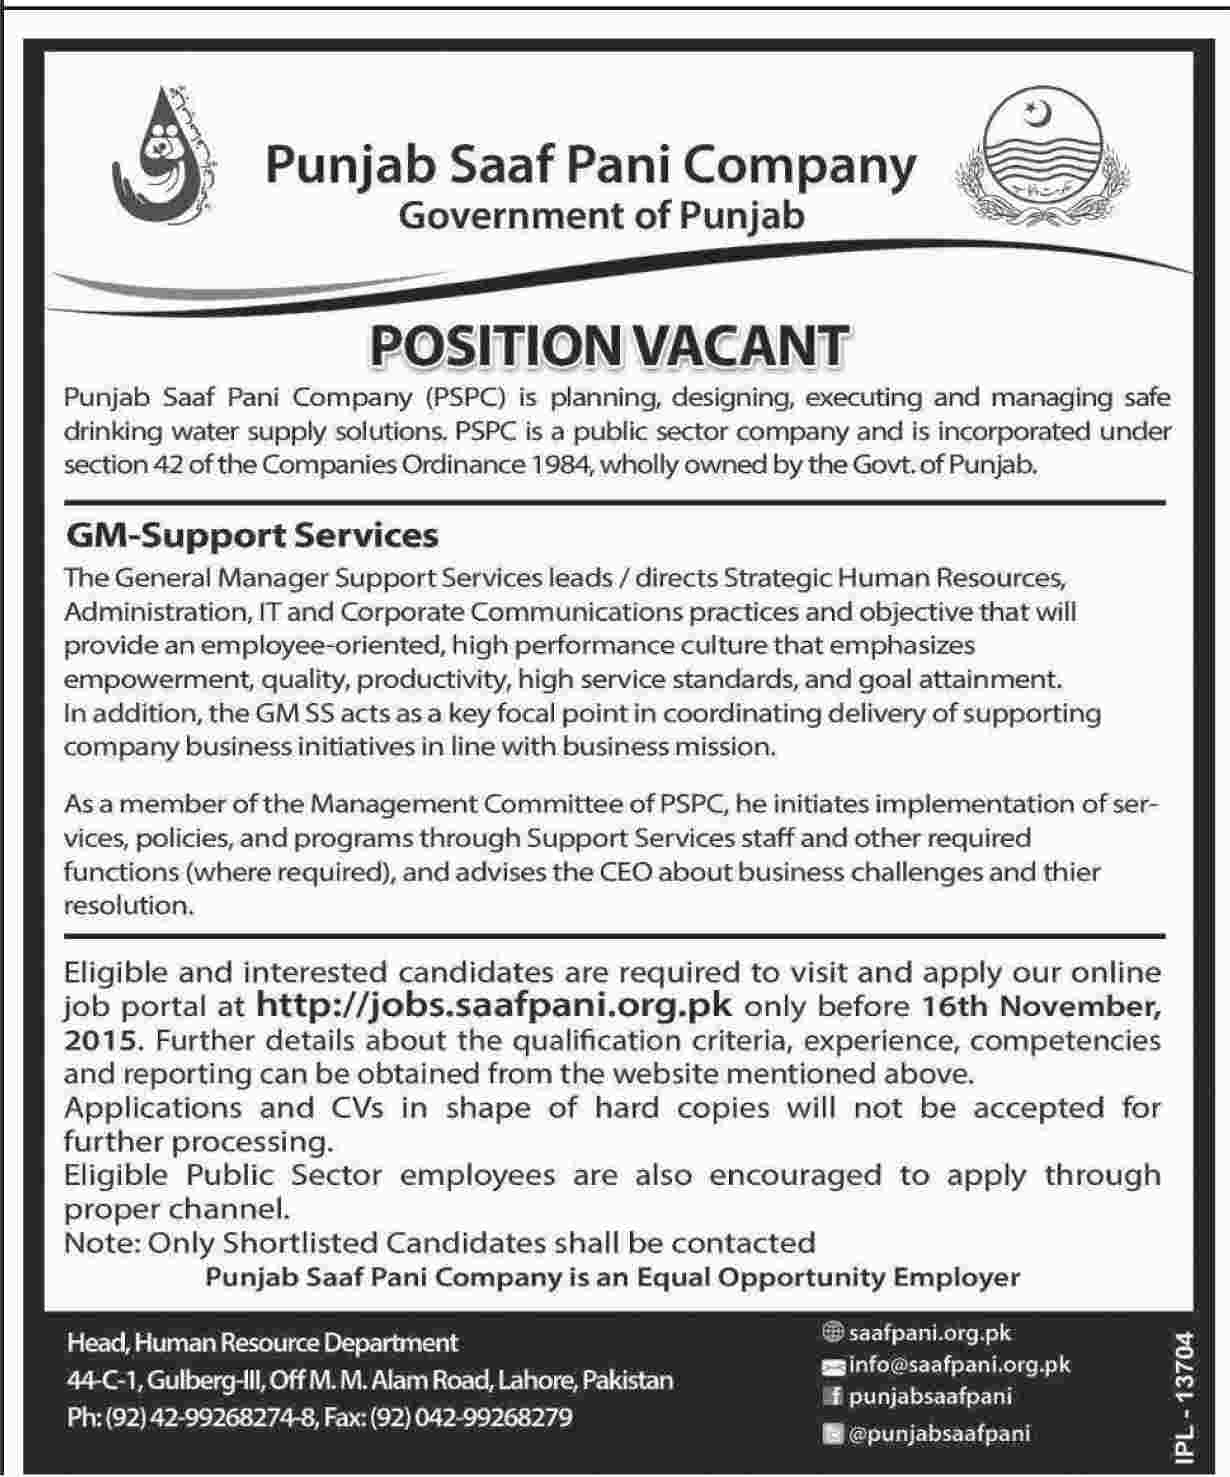 Punjab Saaf Pani Company
Government of Punjab
POSITION VACANT
Punjab Saaf Pani Company (PSPC) is planning, designing, executing and managing safe
drinking water supply solutions. PSPC is a public sector company and is incorporated under
section 42 of the Companies Ordinance 1984, wholly owned by the Govt. of Punjab.
GM-Support Services
The General Manager Support Services leads / directs Strategic Human Resources,
Administration, IT and Corporate Communications practices and objective that will
provide an employee-oriented, high performance culture that emphasizes
empowerment, quality, productivity, high service standards, and goal attainment.
In addition, the GM SS acts as a key focal point in coordinating delivery of supporting
company business initiatives in line with business mission.
As a member of the Management Committee of PSPC, he initiates implementation of ser-
vices, policies, and programs through Support Services staff and other required
functions (where required), and advises the CEO about business challenges and thier
resolution.
Eligible and interested candidates are required to visit and apply our online
job portal at http://jobs.saafpani.org.pk only before 16th November,
2015. Further details about the qualification criteria, experience, competencies
and reporting can be obtained from the website mentioned above.
Applications and CVs in shape of hard copies will not be accepted for
further processing.
Eligible Public Sector employees are also encouraged to apply through
proper channel.
Note: Only Shortlisted Candidates shall be contacted
Punjab Saaf Pani Company is an Equal Opportunity Employer
Head, Human Resource Department
44-C-1, Gulberg-III, Off M. M. Alam Road, Lahore, Pakistan
Ph: (92) 42-99268274-8, Fax: (92) 042-99268279
saafpani.org.pk
info@saafpani.org.pk
punjabsaafpani
@punjabsaafpani
IPL - 13704